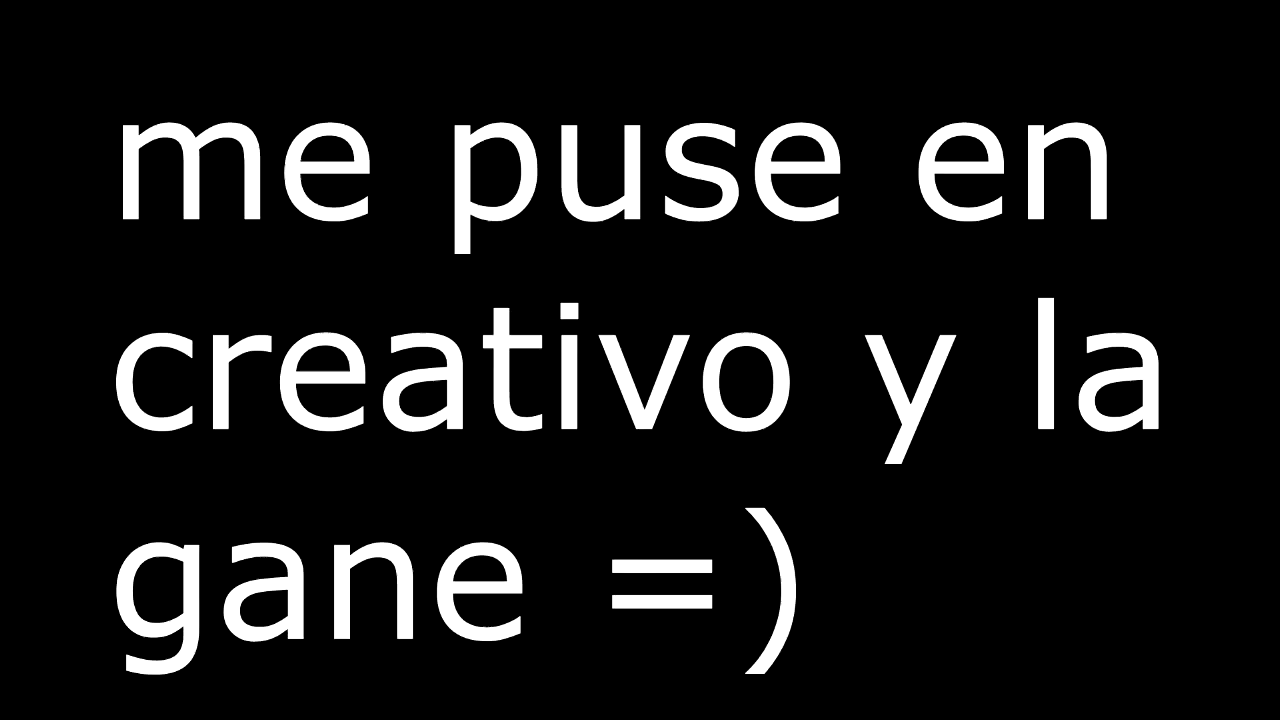 me puse en
creativo y la
gane =)